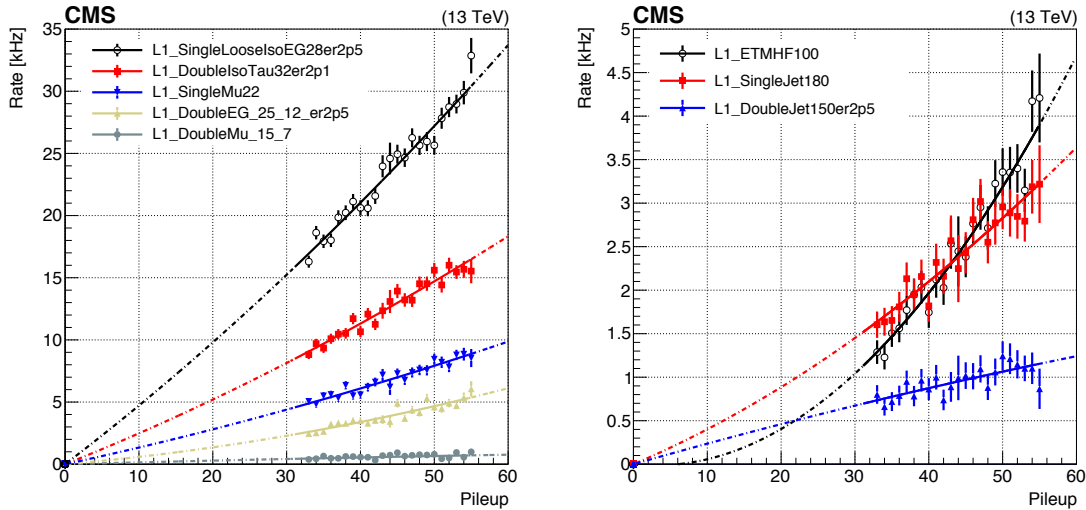 CMS (13 TeV)
Rate [kHz]
35
30
25
20
15
10
5
0
L1_SingleLooseIsoEG28er2p5
L1_DoubleIsoTau32er2p1
L1_SingleMu22
L1_DoubleEG_25_12_er2p5
L1_DoubleMu_15_7
0 10 20 30 40 50 60
Pileup
CMS (13 TeV)
Rate [kHz]
5
4.5
4
3.5
3
2.5
2
1.5
1
0.5
0
L1_ETMHF100
L1_SingleJet180
L1_DoubleJet150er2p5
0 10 20 30 40 50 60
Pileup